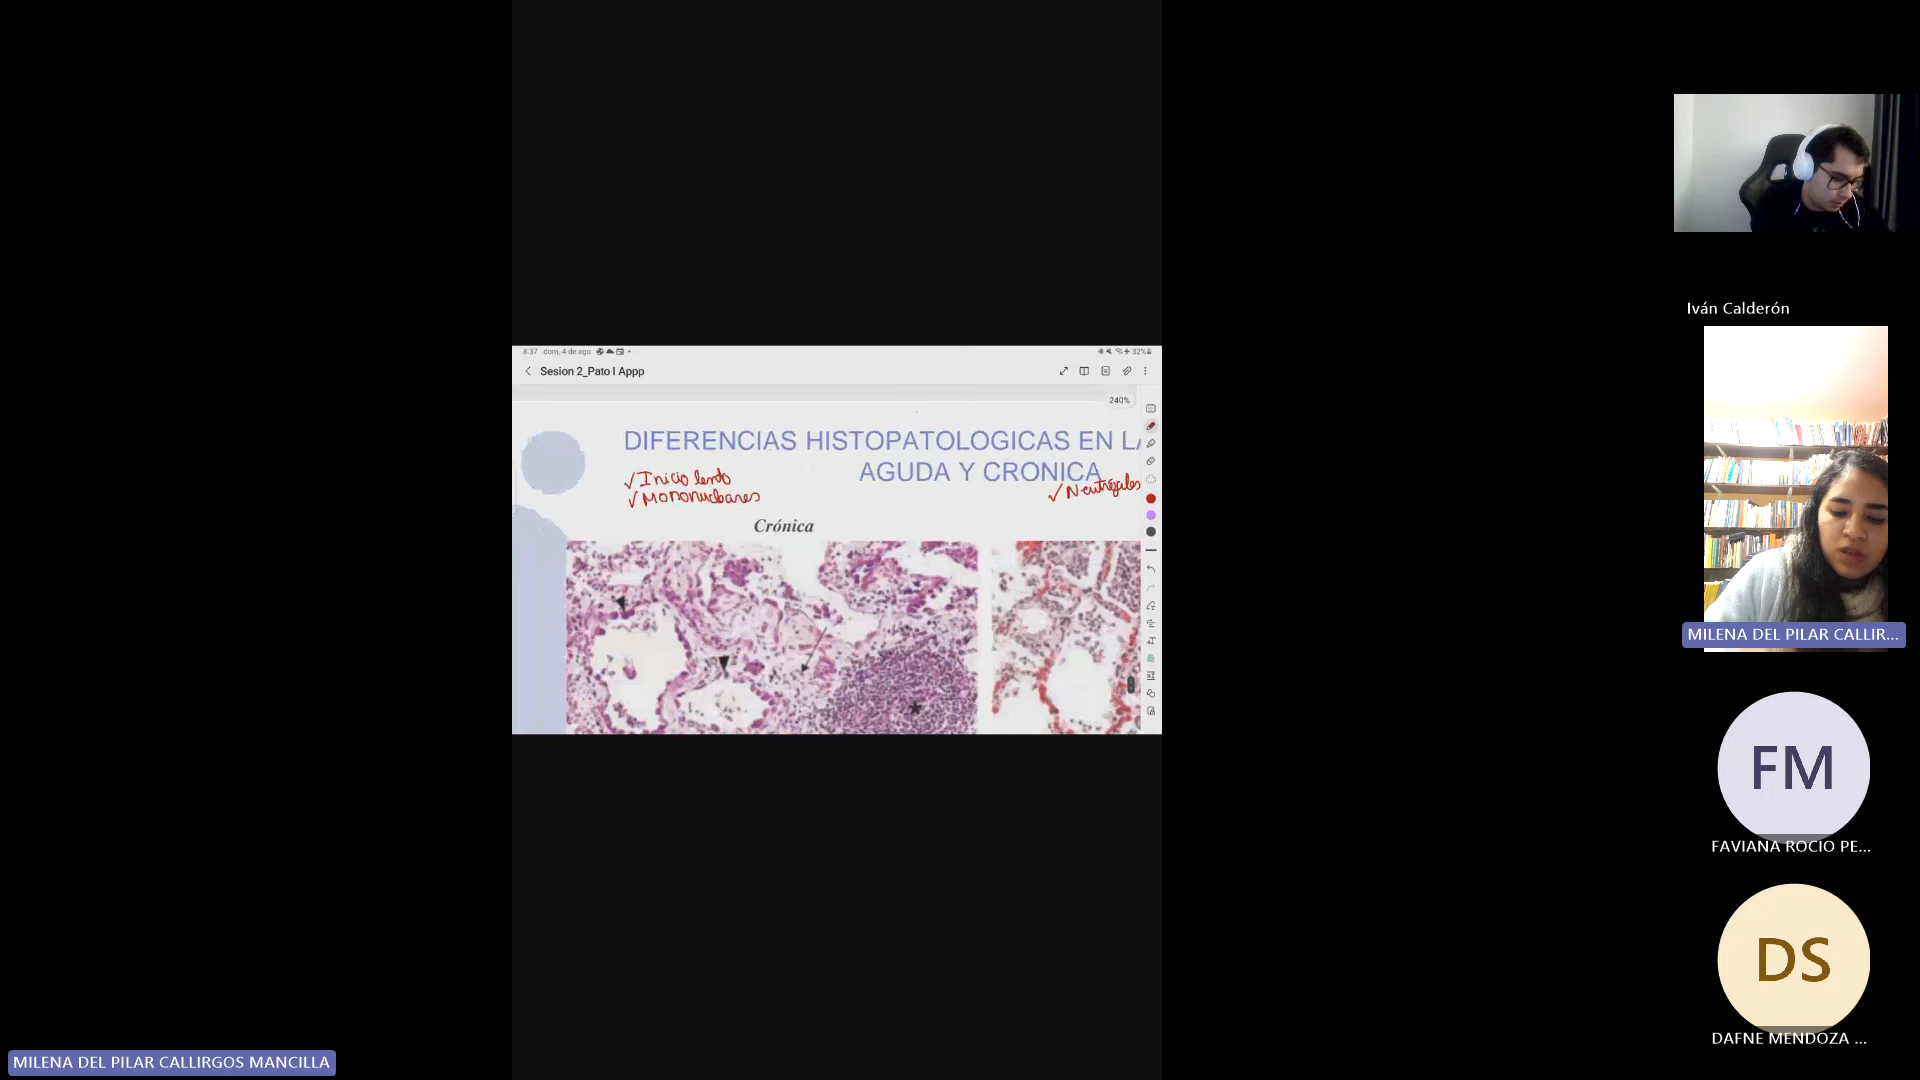 8:37 dom, 4 de ago
32%
Sesion 2_Pato I Appp
240%
DIFERENCIAS HISTOPATOLOGICAS EN LA
AGUDA Y CRONICA
✓ Inicio lento
✓ Mononucleares
✓ Neutrófilos
Crónica
*
Iván Calderón
MILENA DEL PILAR CALLIR...
FM
FAVIANA ROCIO PE...
DS
DAFNE MENDOZA ...
MILENA DEL PILAR CALLIRGOS MANCILLA